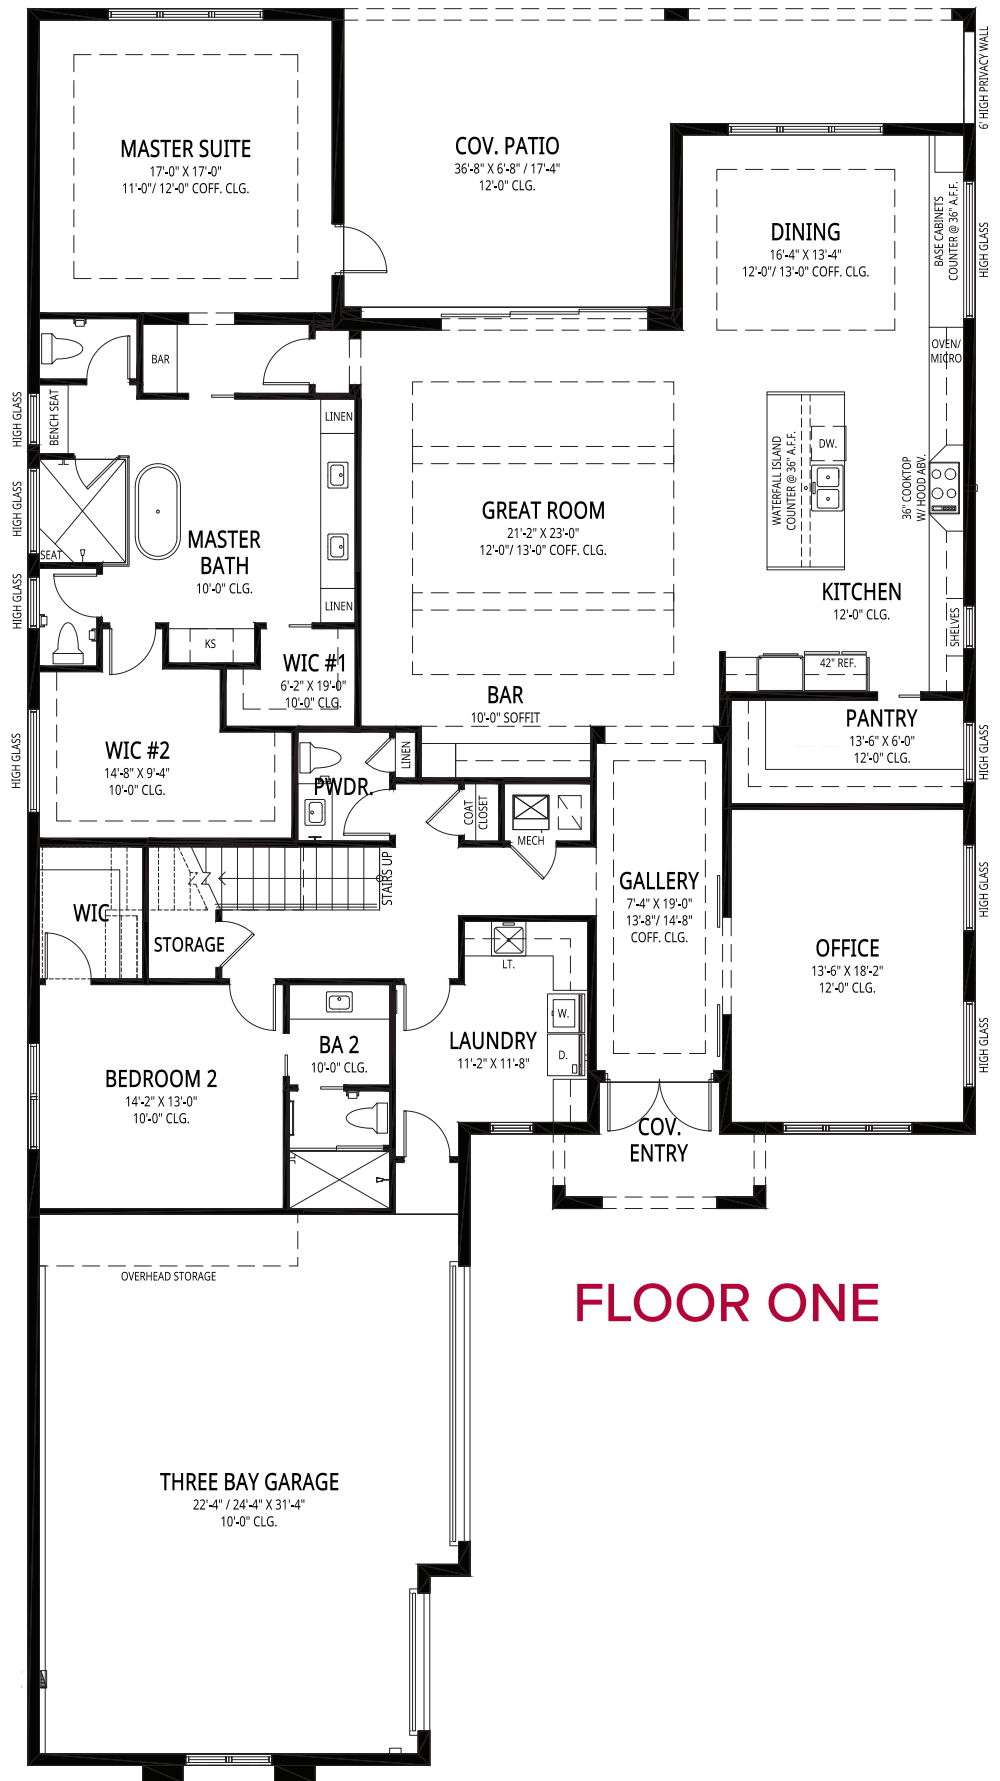 6' HIGH PRIVACY WALL
MASTER SUITE
17'-0" X 17'-0"
11'-0"/ 12'-0" COFF. CLG.
COV. PATIO
36'-8" X 6'-8" / 17'-4"
12'-0" CLG.
DINING
16'-4" X 13'-4"
12'-0"/ 13'-0" COFF. CLG.
BASE CABINETS
COUNTER @ 36" A.F.F.
HIGH GLASS
OVEN/
MICRO
BAR
HIGH GLASS
BENCH SEAT
LINEN
WATERFALL ISLAND
COUNTER @ 36" A.F.F.
DW.
36" COOKTOP
W/ HOOD ABV.
HIGH GLASS
SEAT
MASTER
BATH
10'-0" CLG.
GREAT ROOM
21'-2" X 23'-0"
12'-0"/ 13'-0" COFF. CLG.
KITCHEN
12'-0" CLG.
HIGH GLASS
LINEN
SHELVES
KS
WIC #1
6'-2" X 19'-0"
10'-0" CLG.
42" REF.
BAR
10'-0" SOFFIT
PANTRY
13'-6" X 6'-0"
12'-0" CLG.
HIGH GLASS
HIGH GLASS
WIC #2
14'-8" X 9'-4"
10'-0" CLG.
LINEN
PWDR.
COAT
CLOSET
MECH
STAIRS UP
GALLERY
7'-4" X 19'-0"
13'-8"/ 14'-8"
COFF. CLG.
HIGH GLASS
WIC
STORAGE
LT.
OFFICE
13'-6" X 18'-2"
12'-0" CLG.
W.
D.
HIGH GLASS
BA 2
10'-0" CLG.
LAUNDRY
11'-2" X 11'-8"
BEDROOM 2
14'-2" X 13'-0"
10'-0" CLG.
COV.
ENTRY
OVERHEAD STORAGE
FLOOR ONE
THREE BAY GARAGE
22'-4" / 24'-4" X 31'-4"
10'-0" CLG.